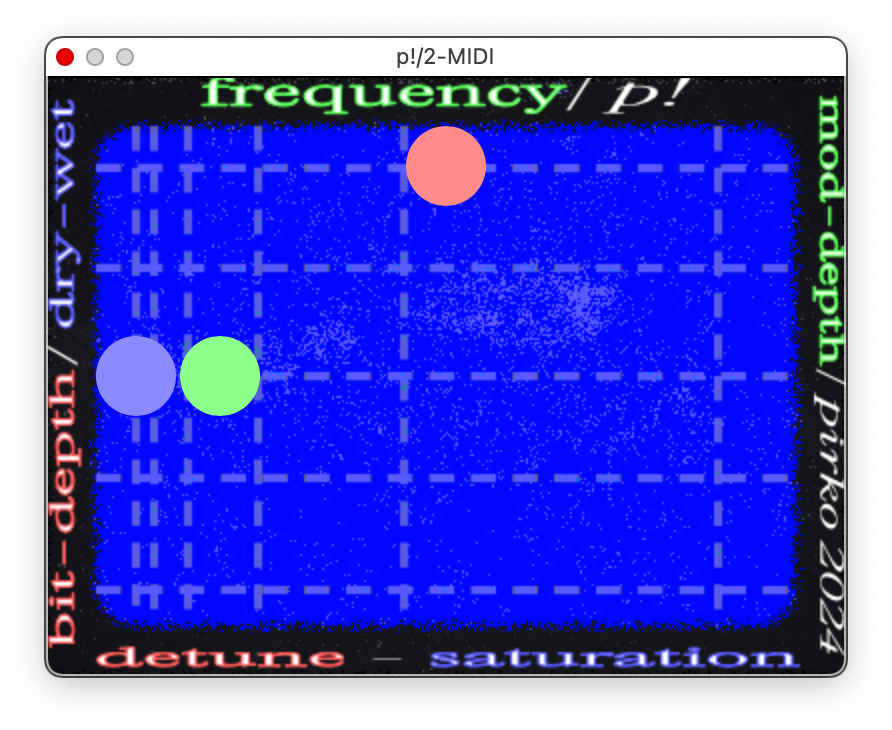 p!/2-MIDI
frequency/ p!
bit-depth/ dry-wet
mod-depth/ pirko 2024
detune - saturation